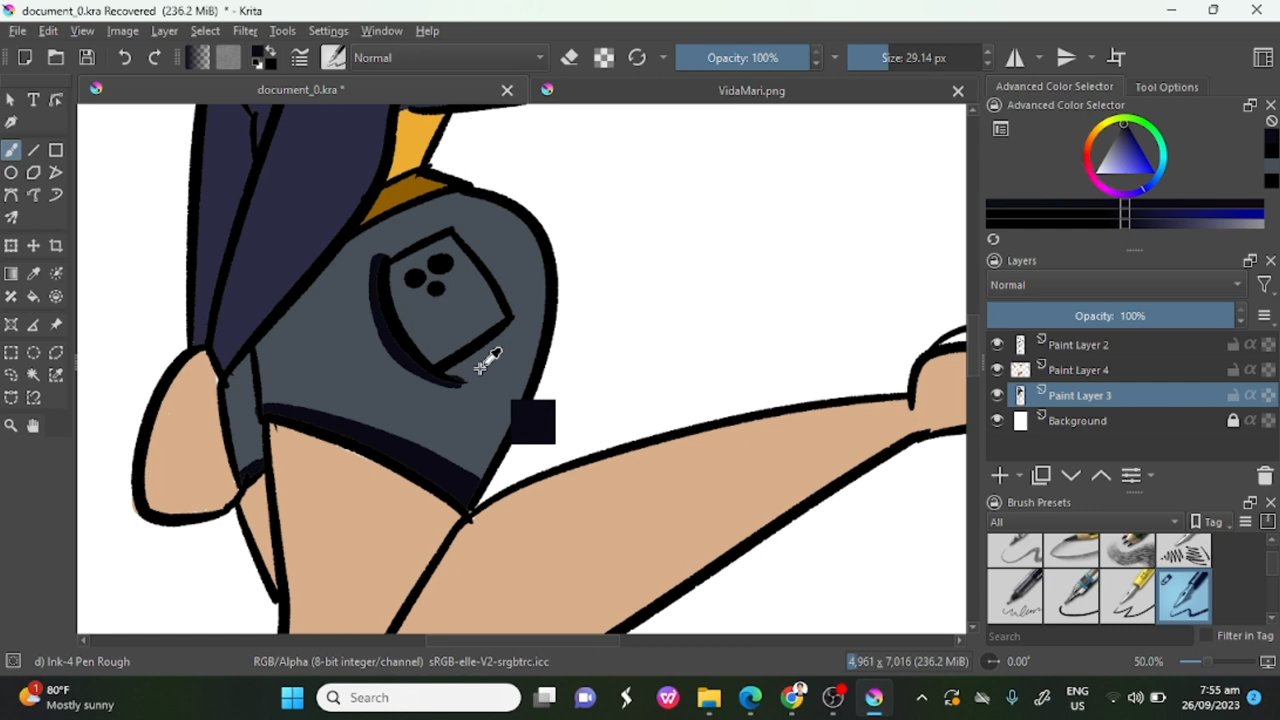 document_0.kra Recovered (236.2 MiB) * - Krita
File Edit View Image Layer Select Filter Tools Settings Window Help
Normal Opacity: 100% Size: 29.14 px
document_0.kra * VidaMari.png
Advanced Color Selector Tool Options
Advanced Color Selector
Layers
Normal
Opacity: 100%
Paint Layer 2
Paint Layer 4
Paint Layer 3
Background
Brush Presets
All Tag
Search Filter in Tag
d) Ink-4 Pen Rough RGB/Alpha (8-bit integer/channel) sRGB-elle-V2-srgbtrc.icc 4,961 x 7,016 (236.2 MiB) 0.00° 50.0%
1 80°F
Mostly sunny
Search
ENG
US
7:55 am
26/09/2023
2